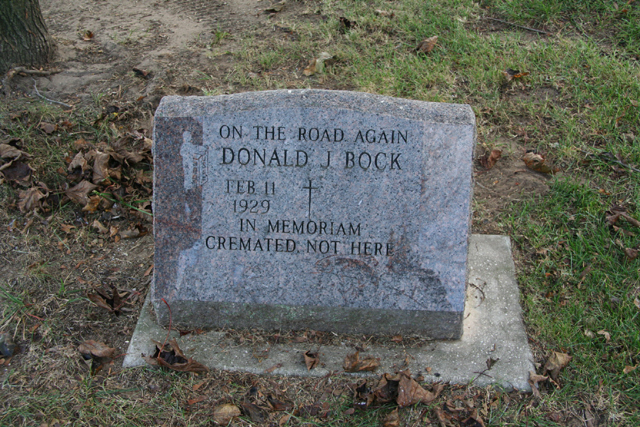 ON THE ROAD AGAIN
DONALD J BOCK
FEB 11
1929
IN MEMORIAM
CREMATED NOT HERE